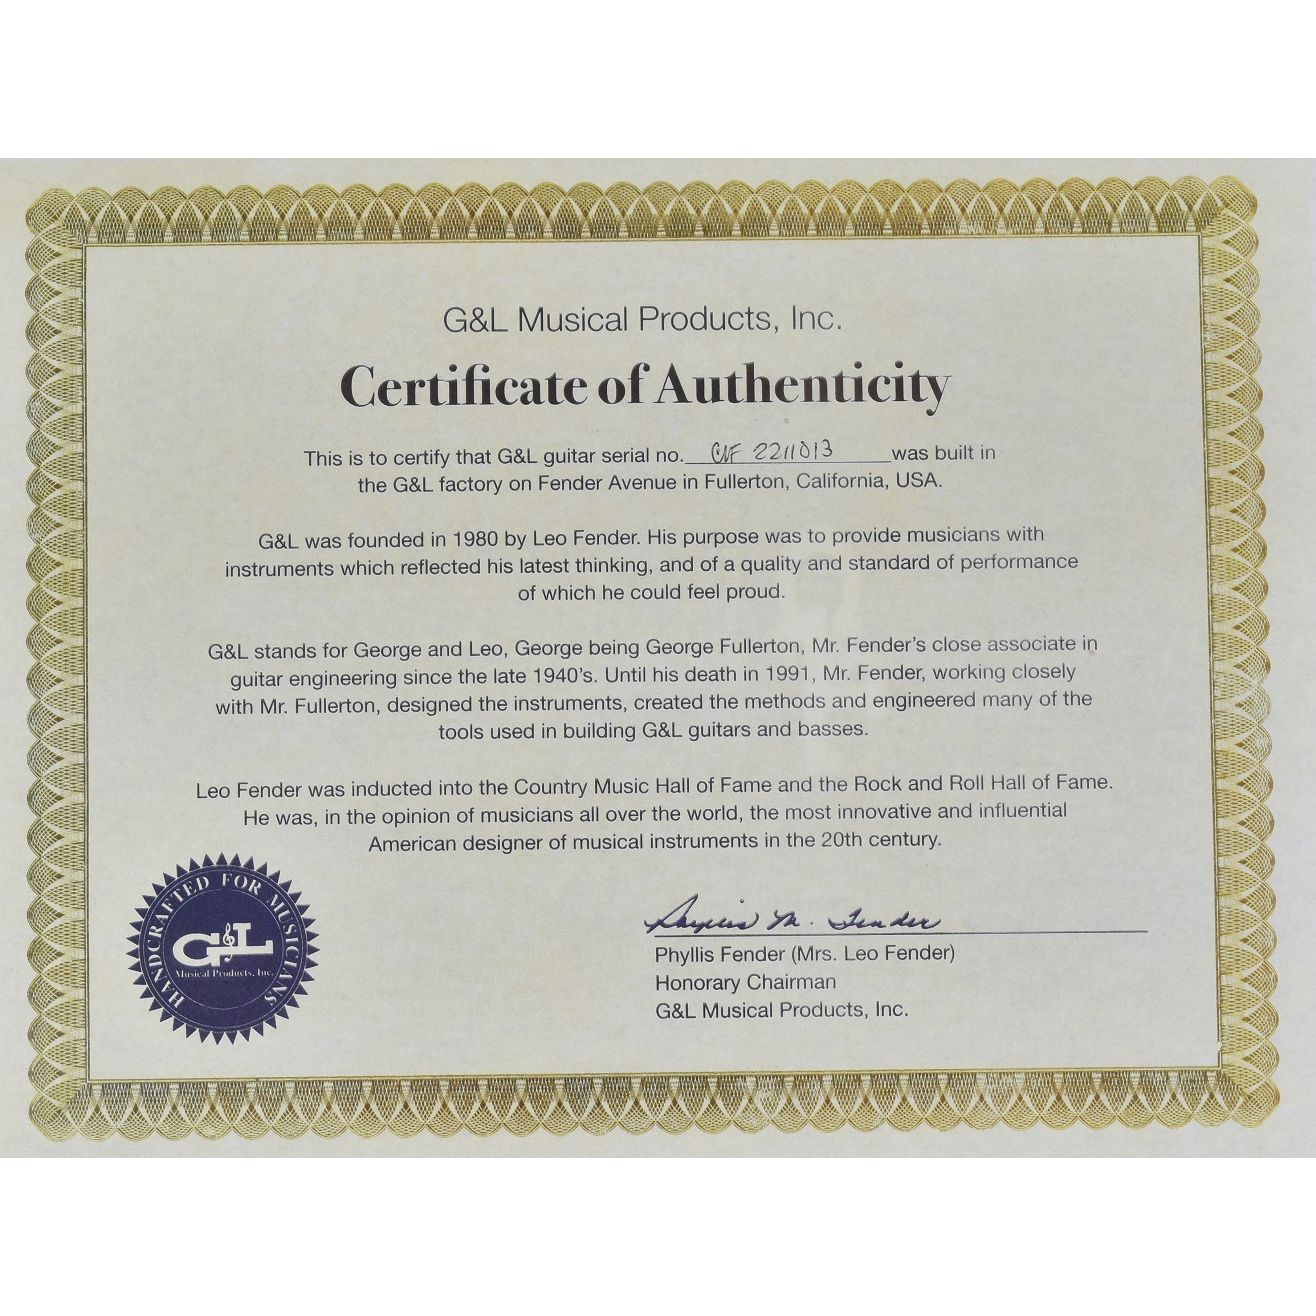 G&L Musical Products, Inc.
Certificate of Authenticity
This is to certify that G&L guitar serial no. CNF 2211013 was built in
the G&L factory on Fender Avenue in Fullerton, California, USA.
G&L was founded in 1980 by Leo Fender. His purpose was to provide musicians with
instruments which reflected his latest thinking, and of a quality and standard of performance
of which he could feel proud.
G&L stands for George and Leo, George being George Fullerton, Mr. Fender's close associate in
guitar engineering since the late 1940's. Until his death in 1991, Mr. Fender, working closely
with Mr. Fullerton, designed the instruments, created the methods and engineered many of the
tools used in building G&L guitars and basses.
Leo Fender was inducted into the Country Music Hall of Fame and the Rock and Roll Hall of Fame.
He was, in the opinion of musicians all over the world, the most innovative and influential
American designer of musical instruments in the 20th century.
HANDCRAFTED FOR MUSICIANS
G&L
Musical Products, Inc.
Phyllis M. Fender
Phyllis Fender (Mrs. Leo Fender)
Honorary Chairman
G&L Musical Products, Inc.